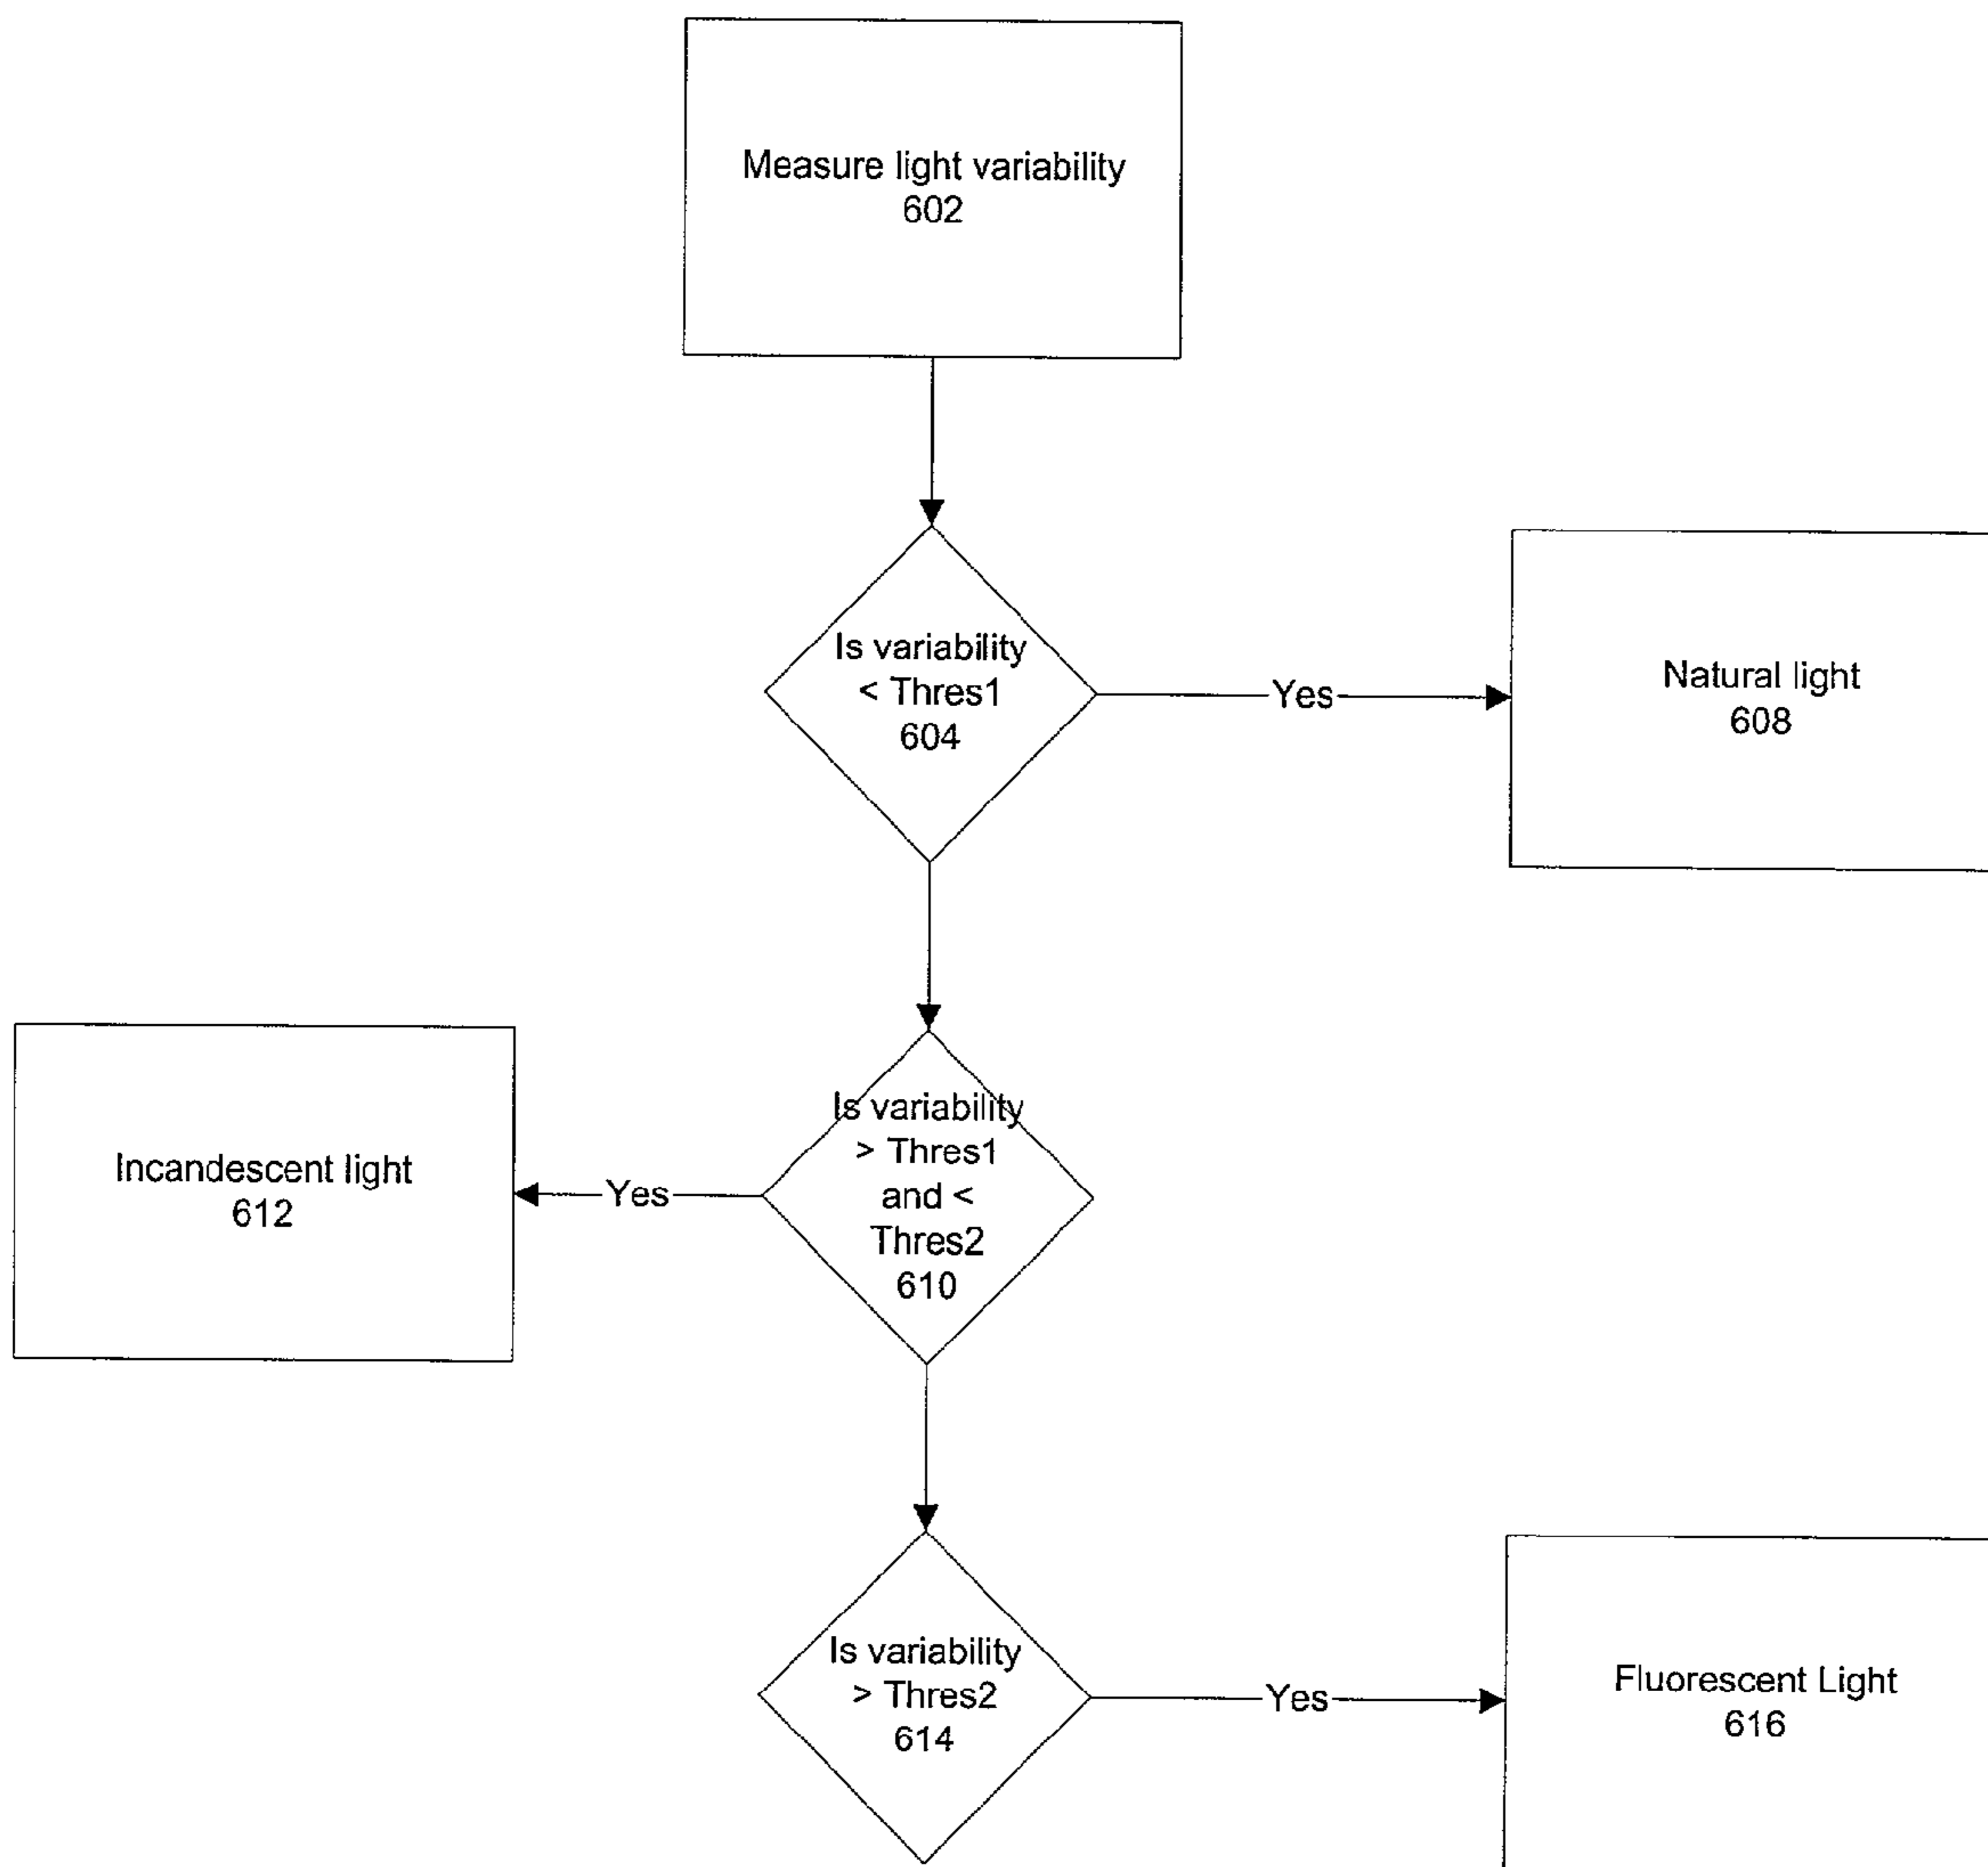 Measure light variability
602
Is variability
< Thres1
604
Yes
Natural light
608
Is variability
> Thres1
and <
Thres2
610
Yes
Incandescent light
612
Is variability
> Thres2
614
Yes
Fluorescent Light
616